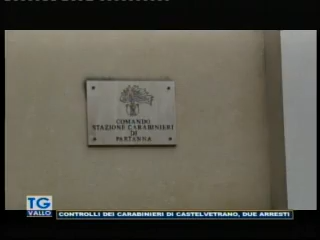 COMANDO
STAZIONE CARABINIERI
DI
PARTANNA
TG
VALLO
CONTROLLI DEI CARABINIERI DI CASTELVETRANO, DUE ARRESTI